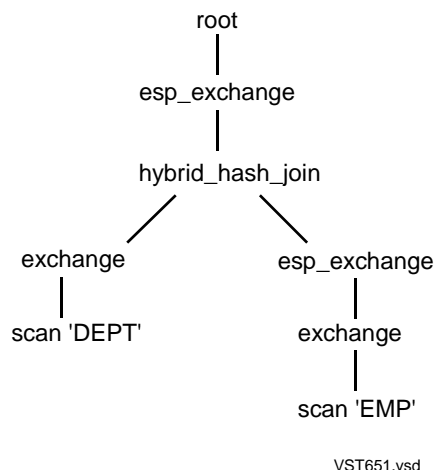 root
esp_exchange
hybrid_hash_join
exchange
esp_exchange
scan 'DEPT'
exchange
scan 'EMP'
VST651.vsd